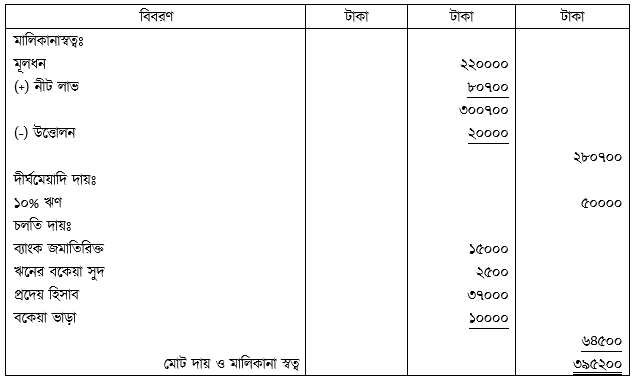 বিবরণ টাকা টাকা টাকা
মালিকানাস্বত্বঃ
মূলধন ২২০০০০
(+) নীট লাভ ৮০৭০০
৩০০৭০০
(-) উত্তোলন ২০০০০
২৮০৭০০
দীর্ঘমেয়াদি দায়ঃ
১০% ঋণ ৫০০০০
চলতি দায়ঃ
ব্যাংক জমাতিরিক্ত ১৫০০০
ঋনের বকেয়া সুদ ২৫০০
প্রদেয় হিসাব ৩৭০০০
বকেয়া ভাড়া ১০০০০
৬৪৫০০
মোট দায় ও মালিকানা স্বত্ব ৩৯৫২০০